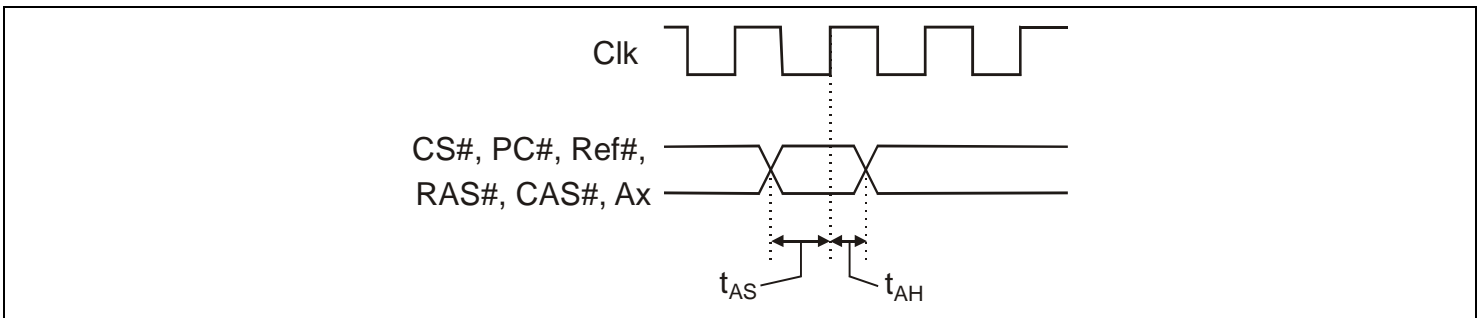 Clk
CS#, PC#, Ref#,
RAS#, CAS#, Ax
tAS
tAH